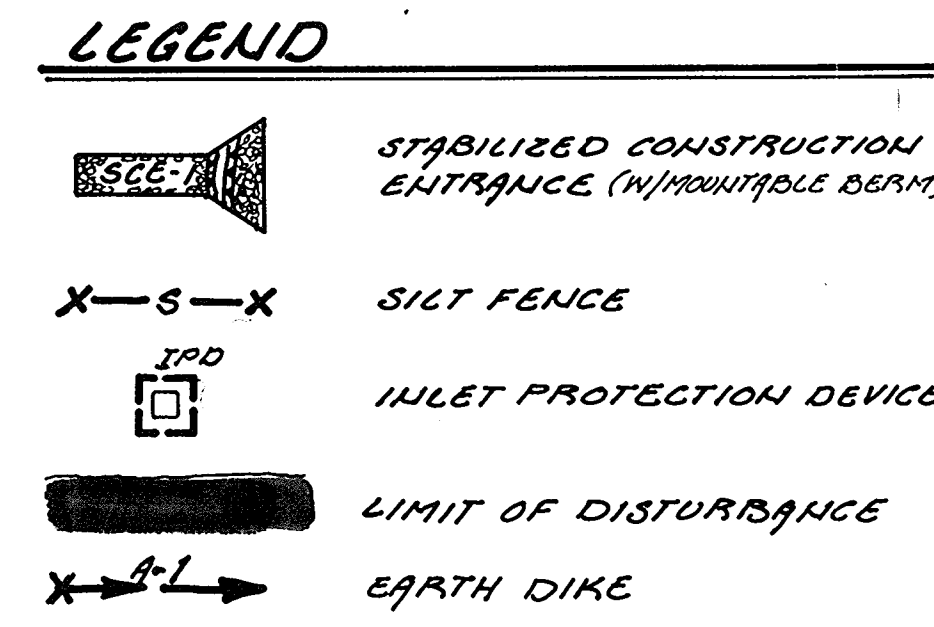 LEGEND
SCE-1
STABILIZED CONSTRUCTION
ENTRANCE (W/MOUNTABLE BERM)
X—S—X
SILT FENCE
IPD
INLET PROTECTION DEVICE
LIMIT OF DISTURBANCE
X A-1
EARTH DIKE